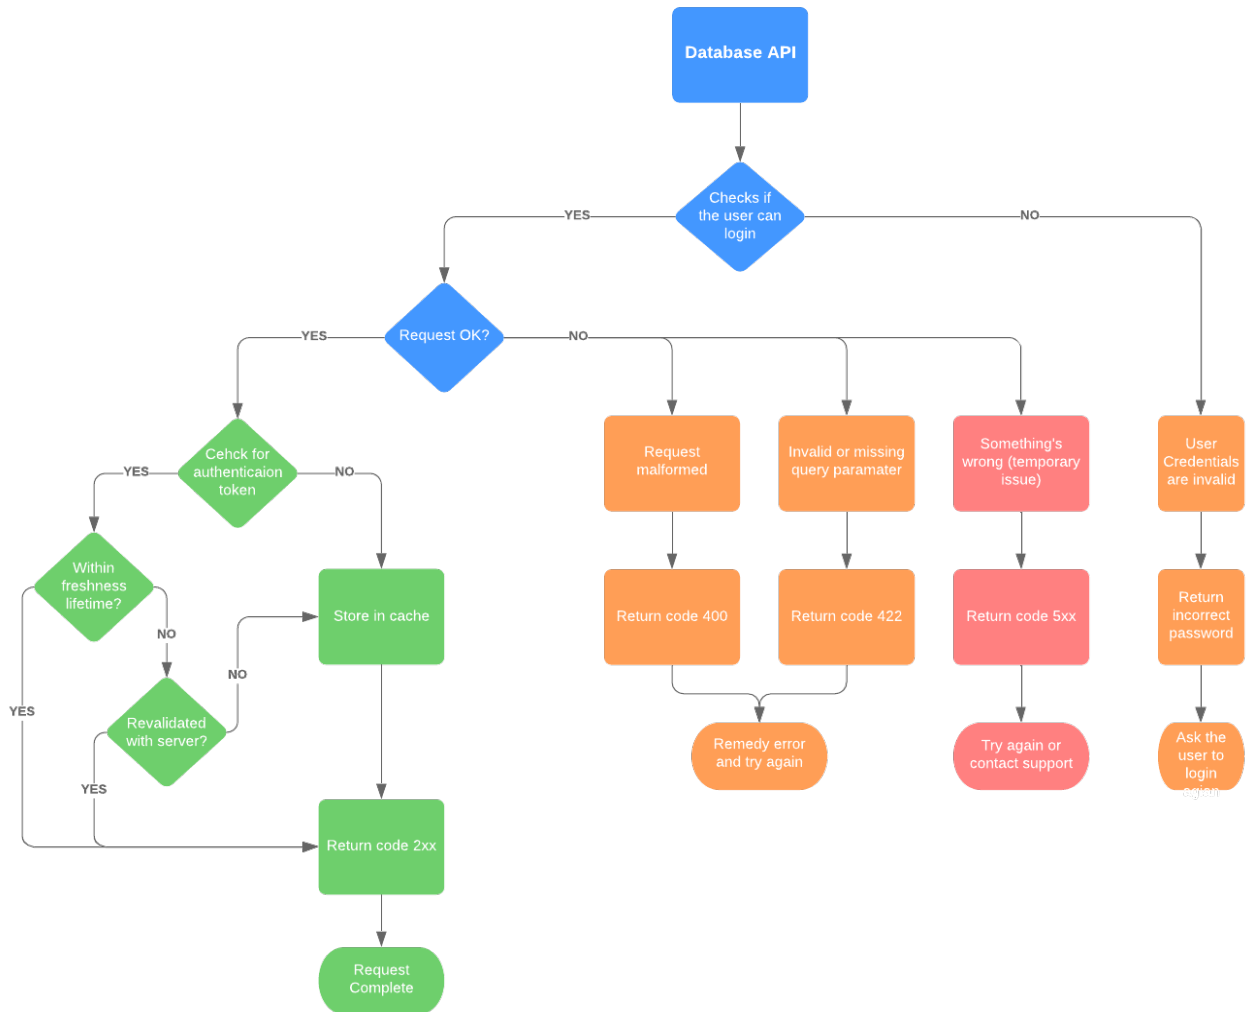 Database API
Checks if
the user can
login
YES
NO
Request OK?
YES
NO
Cehck for
authenticaion
token
YES
NO
Request
malformed
Invalid or missing
query paramater
Something's
wrong (temporary
issue)
User
Credentials
are invalid
Within
freshness
lifetime?
NO
YES
Store in cache
Return code 400
Return code 422
Return code 5xx
Return
incorrect
password
Revalidated
with server?
NO
YES
Remedy error
and try again
Try again or
contact support
Ask the
user to
login
agian
Return code 2xx
Request
Complete